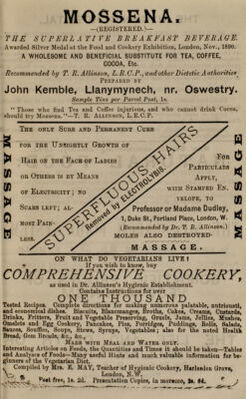 MOSSENA.
(REGISTERED.)
THE SUPERLATIVE BREAKFAST BEVERAGE.
Awarded Silver Medal at the Food and Cookery Exhibition, London, Nov., 1890.
A WHOLESOME AND BENEFICIAL SUBSTITUTE FOR TEA, COFFEE,
COCOA, Etc.
Recommended by T. R. Allinson, L.R.C.P., and other Dietetic Authorities
PREPARED BY
John Kemble, Llanymynech, nr. Oswestry.
Sample Tins per Parcel Post, 1s.
"Those who find Tea and Coffee injurious, and who cannot drink Cocoa,
should try MOSSENA."—T. R. ALLINSON, L.R.C.P.
MASSAGE
THE ONLY SURE AND PERMANENT CURE
FOR THE UNSIGHTLY GROWTH OF
HAIR ON THE FACE OF LADIES
OR OTHERS IS BY MEANS
OF ELECTRICITY; NO
SCARS LEFT; AL-
MOST PAIN-
LESS.
SUPERFLUOUS HAIRS
Removed by ELECTROLYSIS.
FOR
PARTICULARS
APPLY,
WITH STAMPED EN-
VELOPE, TO
Professor or Madame Dudley,
1, Duke St., Portland Place, London, W.
(Recommended by Dr. T. R. Allinson.)
MOLES ALSO DESTROYED
MASSAGE.
MASSAGE
ON WHAT DO VEGETARIANS LIVE?
If you wish to know, buy
COMPREHENSIVE COOKERY,
as used in Dr. Allinson's Hygienic Establishment.
Contains Instructions for over
ONE THOUSAND
Tested Recipes. Complete directions for making numerous palatable, nutritious,
and economical dishes. Biscuits, Blancmanges, Broths, Cakes, Creams, Custards,
Drinks, Fritters, Fruit and Vegetable Preserving, Gruels, Jams, Jellies, Mushes,
Omelets and Egg Cookery, Pancakes, Pies, Porridges, Puddings, Rolls, Salads,
Sauces, Souffles, Soups, Stews, Syrups, Vegetables; also for the noted Health
Bread, Gem Breads, &c., &c.,
MADE WITH MEAL AND WATER ONLY.
Interesting Articles on Foods, the Quantities and Times it should be taken—Tables
and Analyses of Foods—Many useful Hints and much valuable information for be-
ginners of the Vegetarian Diet.
Compiled by Mrs. E. MAY, Teacher of Hygienic Cookery, Harlesden Grove,
London, N.W.
Post free, 1s. 2d. Presentation Copies, in morocco, 2s. 8d.